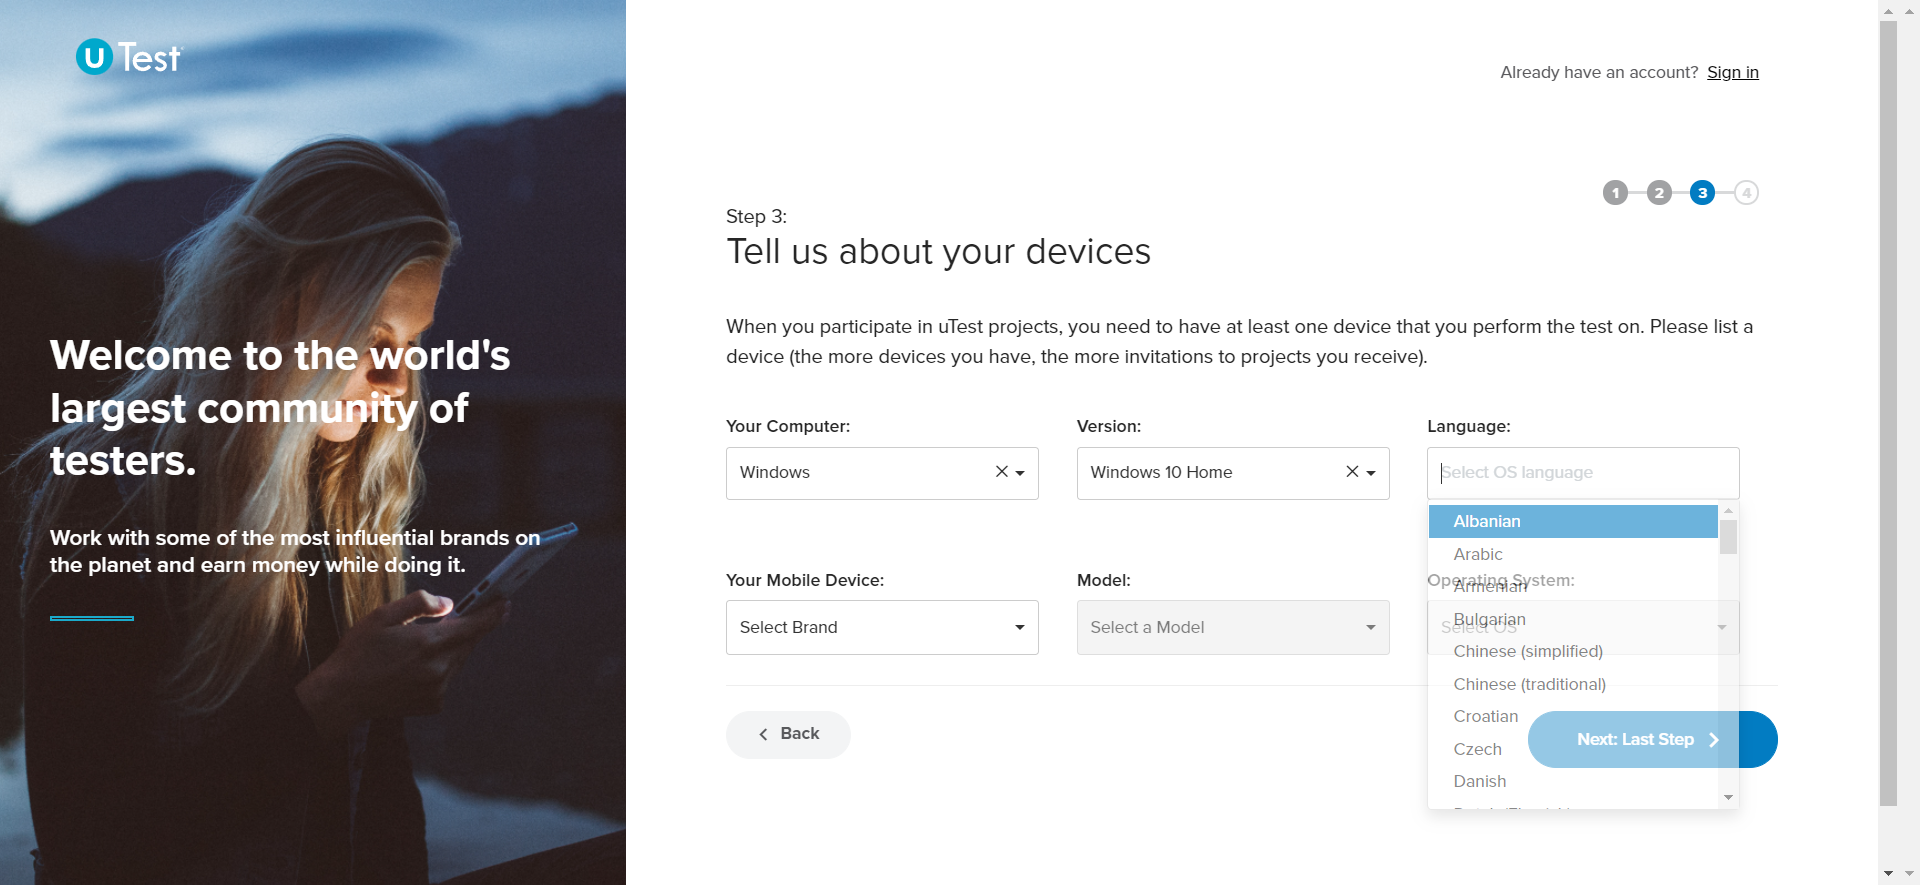 U Test
Already have an account? Sign in
1 2 3 4
Step 3:
Tell us about your devices
Welcome to the world's
largest community of
testers.
Work with some of the most influential brands on
the planet and earn money while doing it.
When you participate in uTest projects, you need to have at least one device that you perform the test on. Please list a
device (the more devices you have, the more invitations to projects you receive).
Your Computer: Version: Language:
Windows Windows 10 Home Select OS language
Albanian
Arabic
Your Mobile Device: Model: Operating System:
Armenian
Select Brand Select a Model Select OS
Bulgarian
Chinese (simplified)
Chinese (traditional)
Croatian
Back Next: Last Step
Czech
Danish